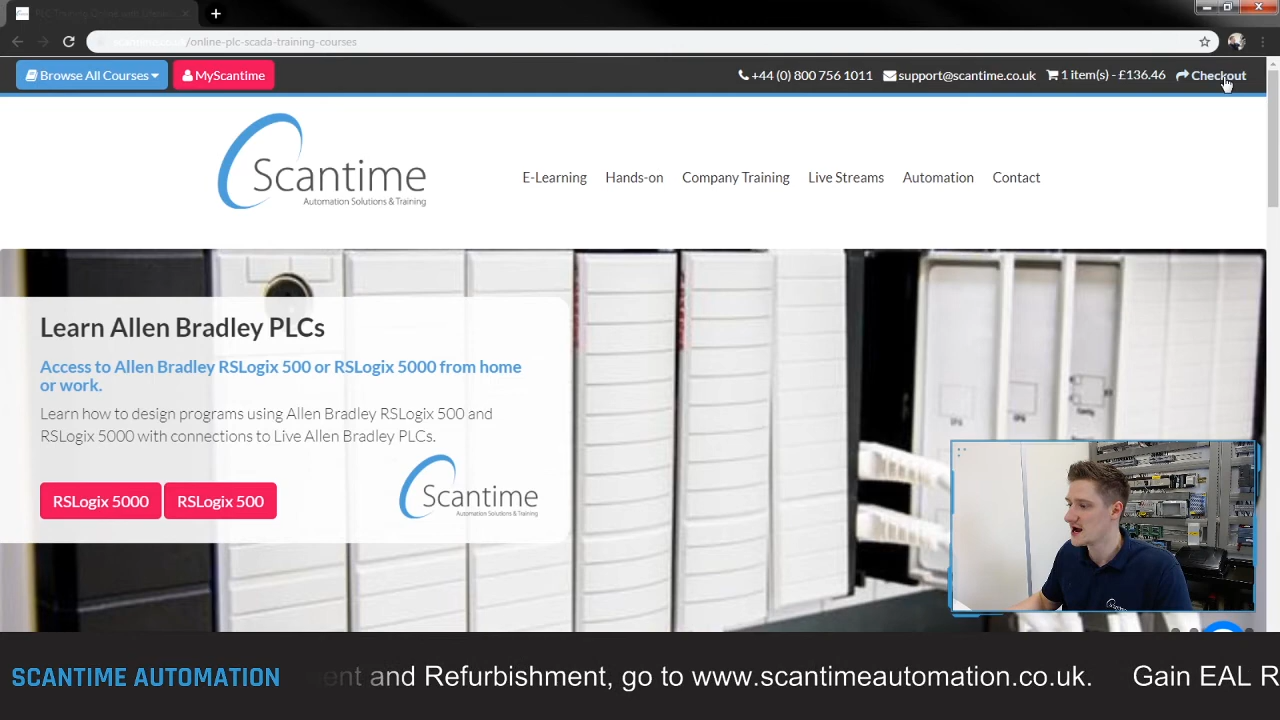 /online-plc-scada-training-courses
Browse All Courses
MyScantime
+44 (0) 800 756 1011
support@scantime.co.uk
1 item(s) - £136.46
Checkout
Scantime
Automation Solutions & Training
E-Learning
Hands-on
Company Training
Live Streams
Automation
Contact
Learn Allen Bradley PLCs
Access to Allen Bradley RSLogix 500 or RSLogix 5000 from home
or work.
Learn how to design programs using Allen Bradley RSLogix 500 and
RSLogix 5000 with connections to Live Allen Bradley PLCs.
RSLogix 5000
RSLogix 500
Scantime
Automation Solutions & Training
SCANTIME AUTOMATION
and Refurbishment, go to www.scantimeautomation.co.uk.
Gain EAL R